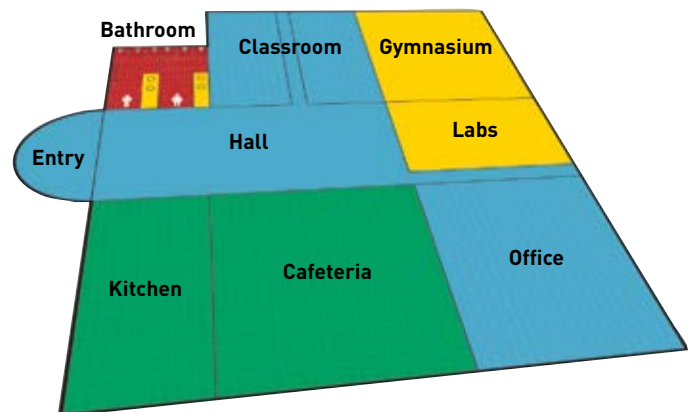 Bathroom
Classroom
Gymnasium
Entry
Hall
Labs
Kitchen
Cafeteria
Office